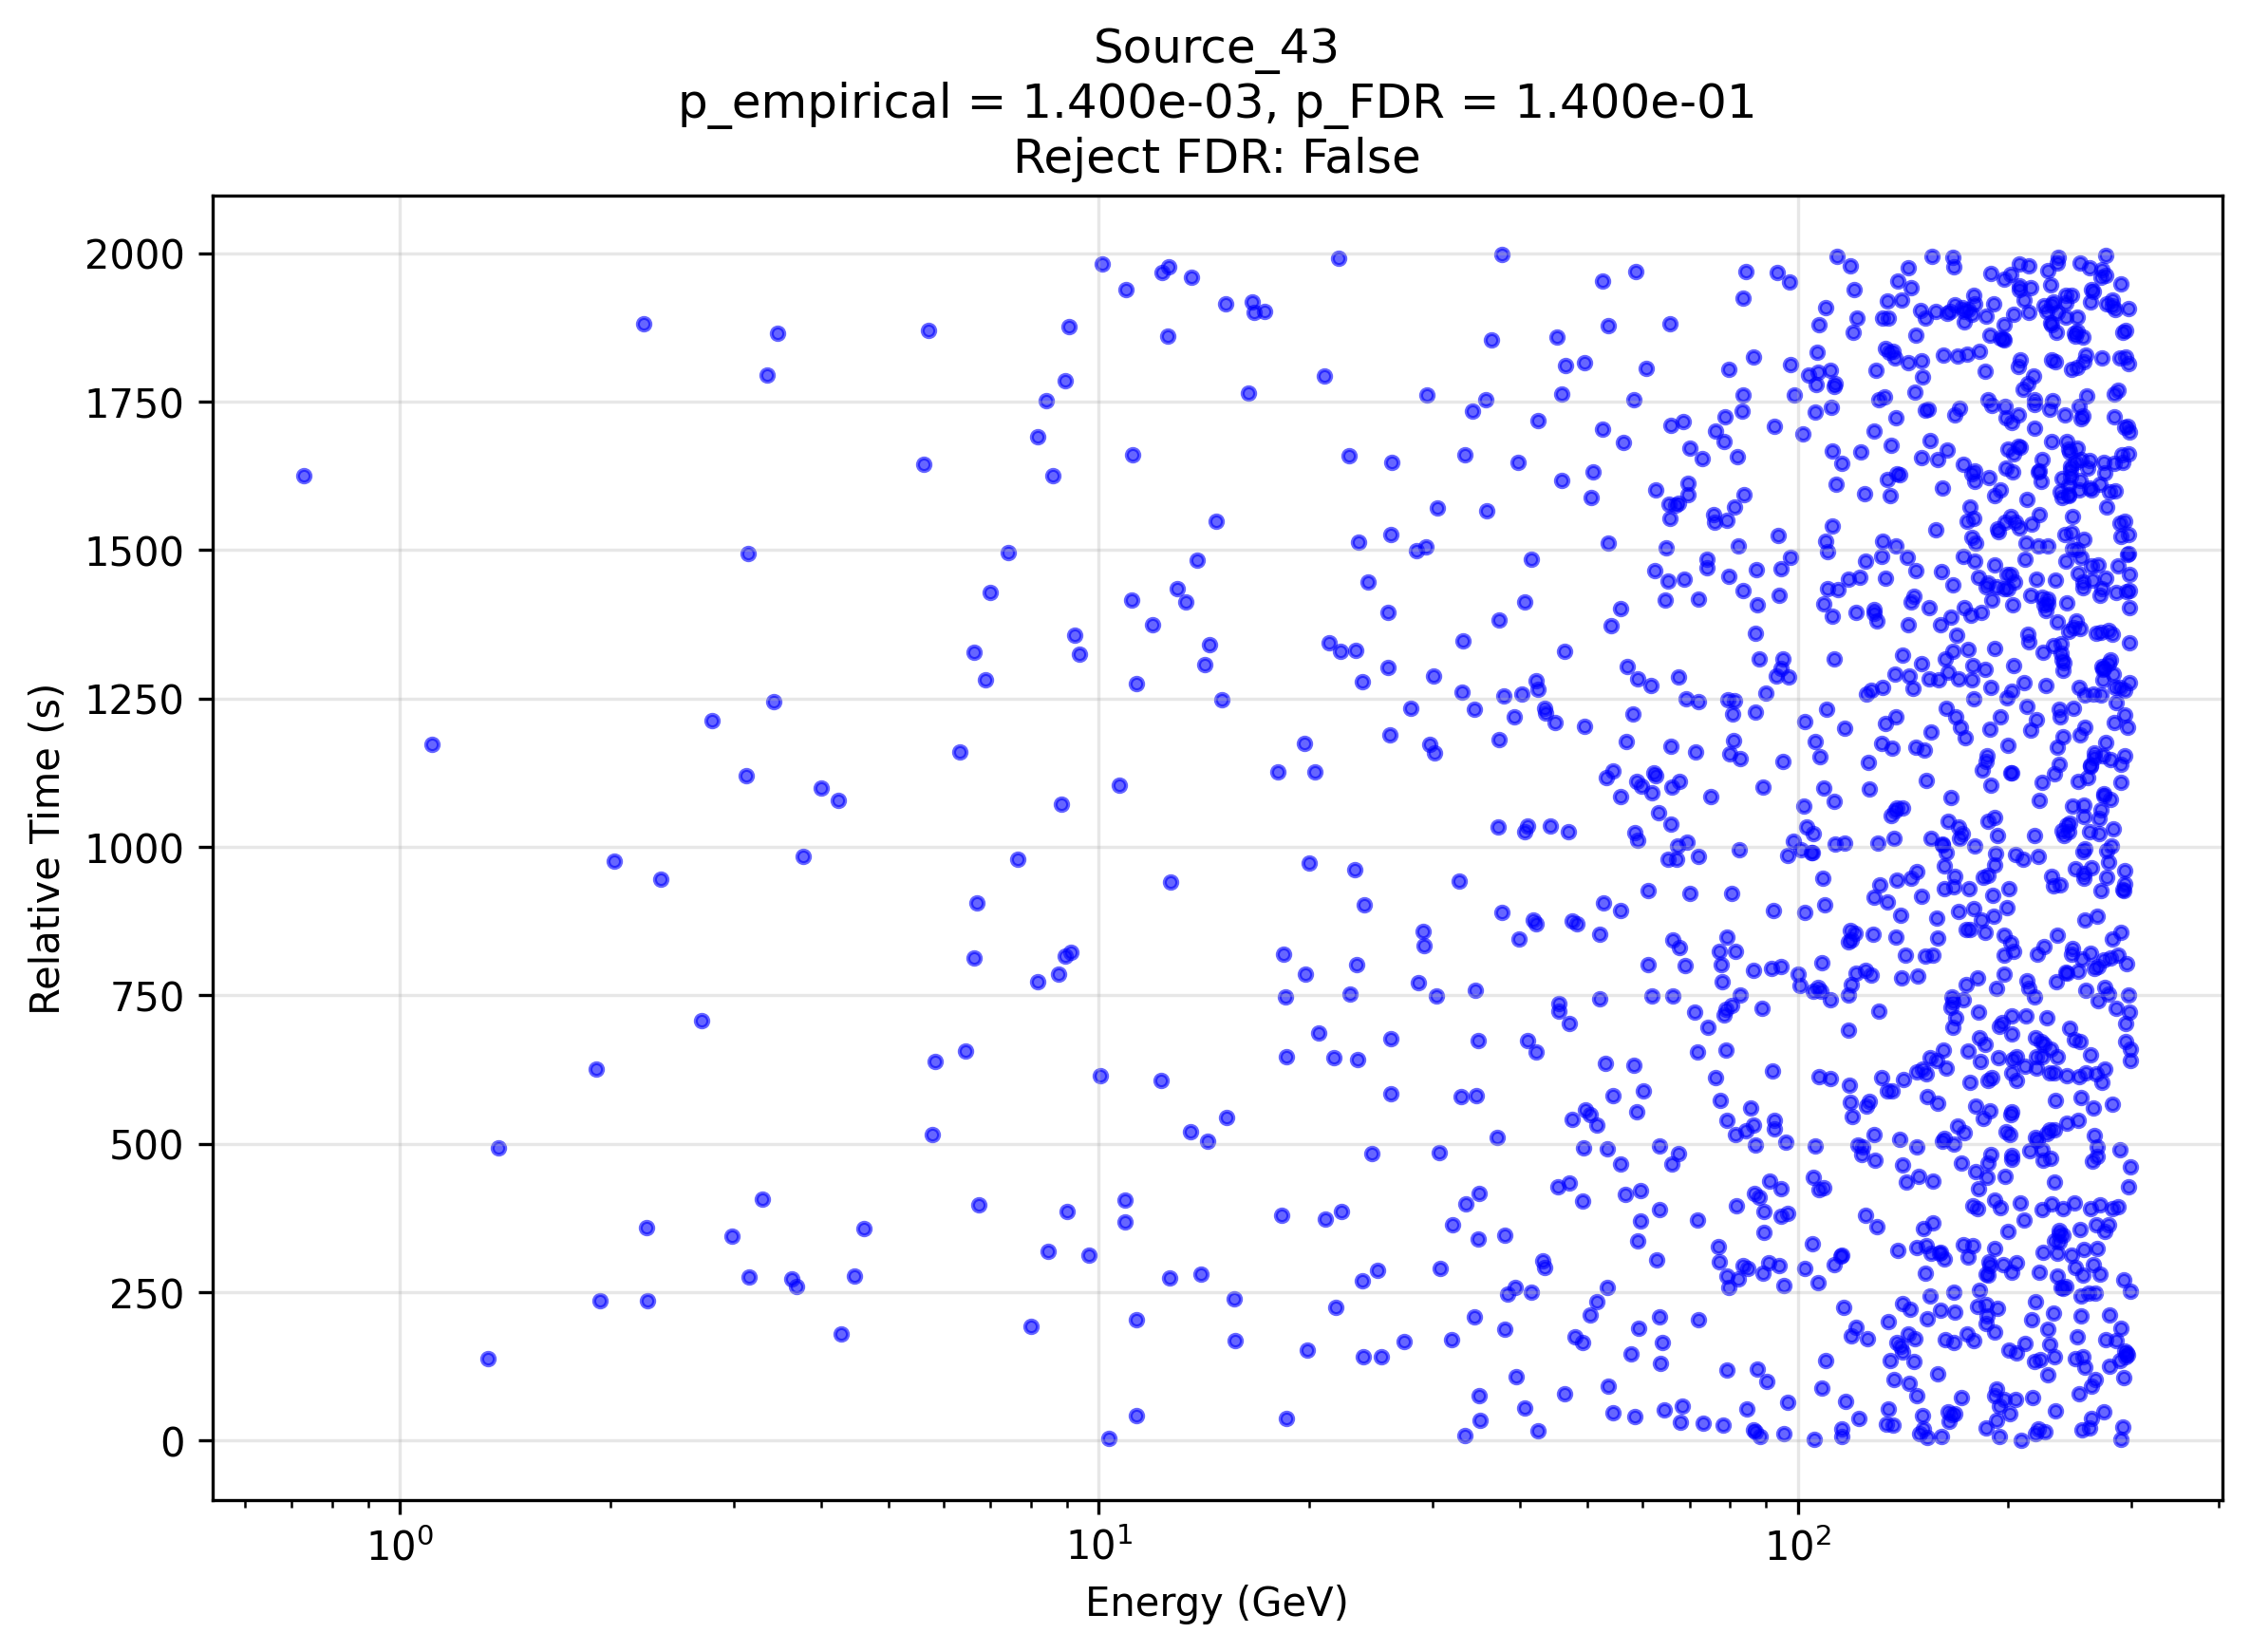 Source_43
p_empirical = 1.400e-03, p_FDR = 1.400e-01
Reject FDR: False
2000
1750
1500
1250
1000
750
500
250
0
Relative Time (s)
10⁰
10¹
10²
Energy (GeV)